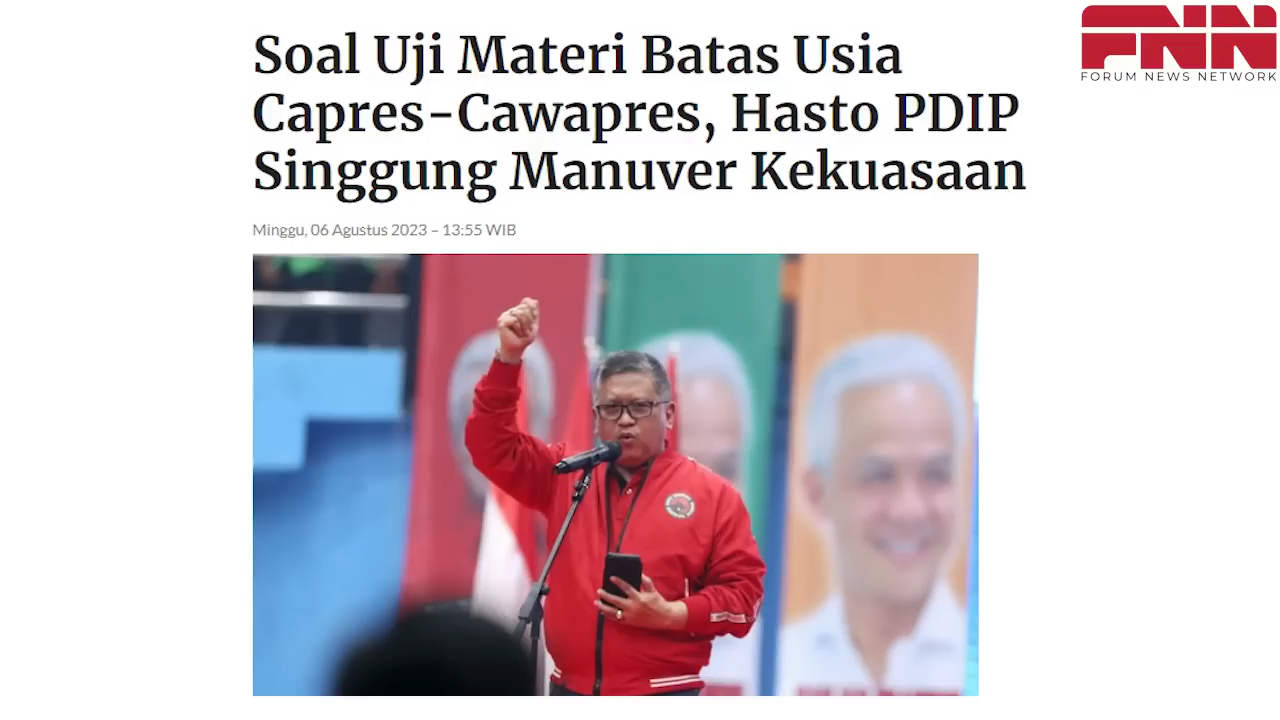 FNN
FORUM NEWS NETWORK
Soal Uji Materi Batas Usia
Capres-Cawapres, Hasto PDIP
Singgung Manuver Kekuasaan
Minggu, 06 Agustus 2023 – 13:55 WIB